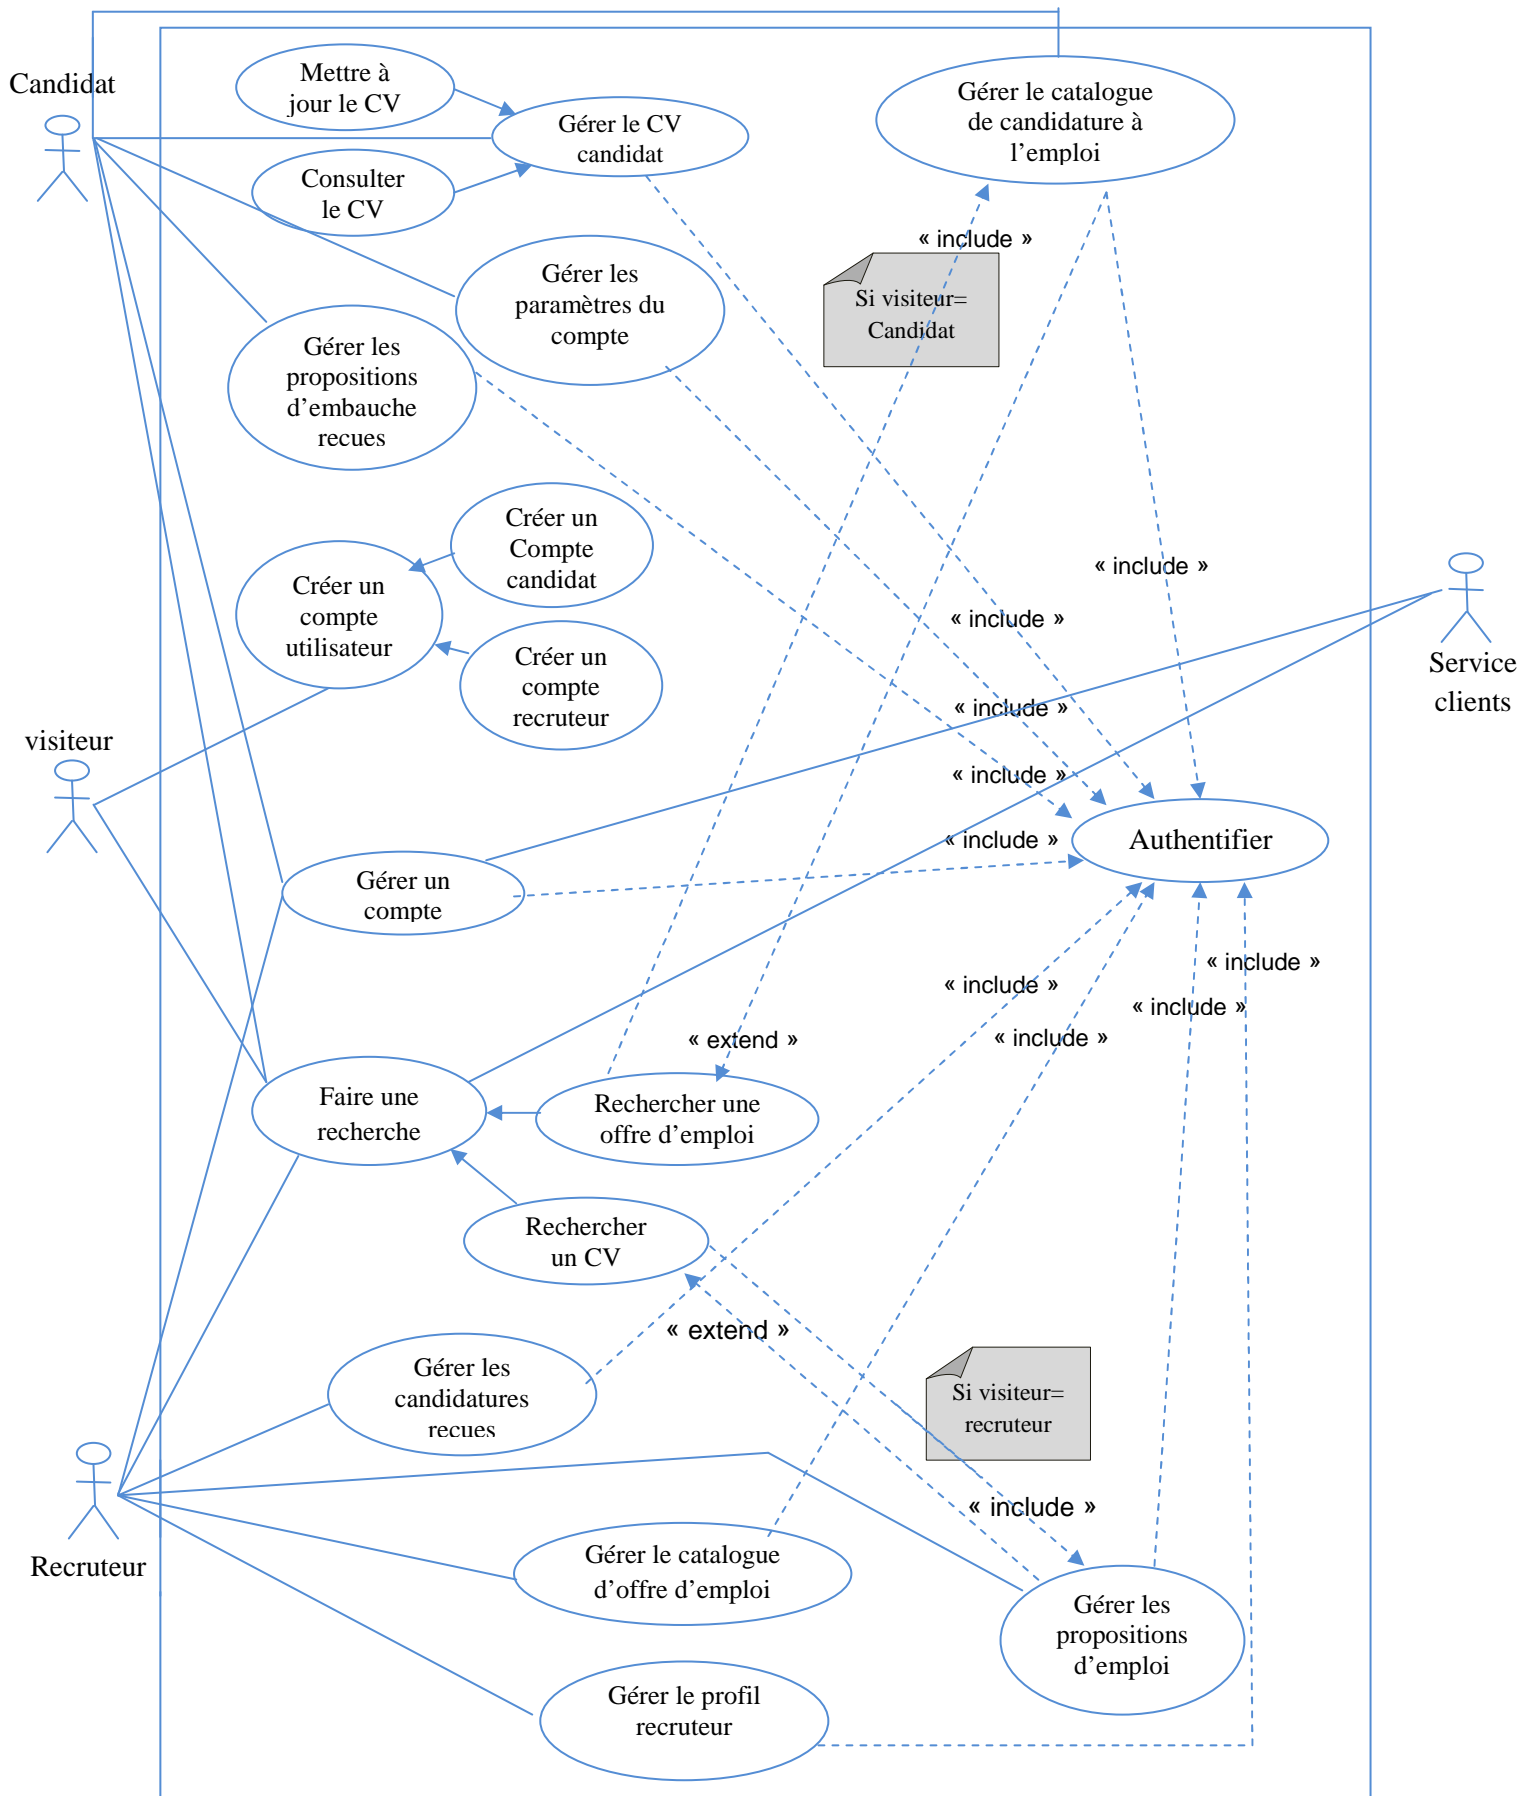 Candidat
Mettre à
jour le CV
Gérer le CV
candidat
Consulter
le CV
Gérer le catalogue
de candidature à
l’emploi
« include »
Si visiteur=
Candidat
Gérer les
paramètres du
compte
Gérer les
propositions
d’embauche
recues
Créer un
Compte
candidat
Créer un
compte
utilisateur
Créer un
compte
recruteur
« include »
« include »
« include »
« include »
« include »
Service
clients
visiteur
Authentifier
Gérer un
compte
« include »
« include »
« include »
« include »
« extend »
Faire une
recherche
Rechercher une
offre d’emploi
Rechercher
un CV
« extend »
Gérer les
candidatures
recues
Si visiteur=
recruteur
« include »
Recruteur
Gérer le catalogue
d’offre d’emploi
Gérer les
propositions
d’emploi
Gérer le profil
recruteur